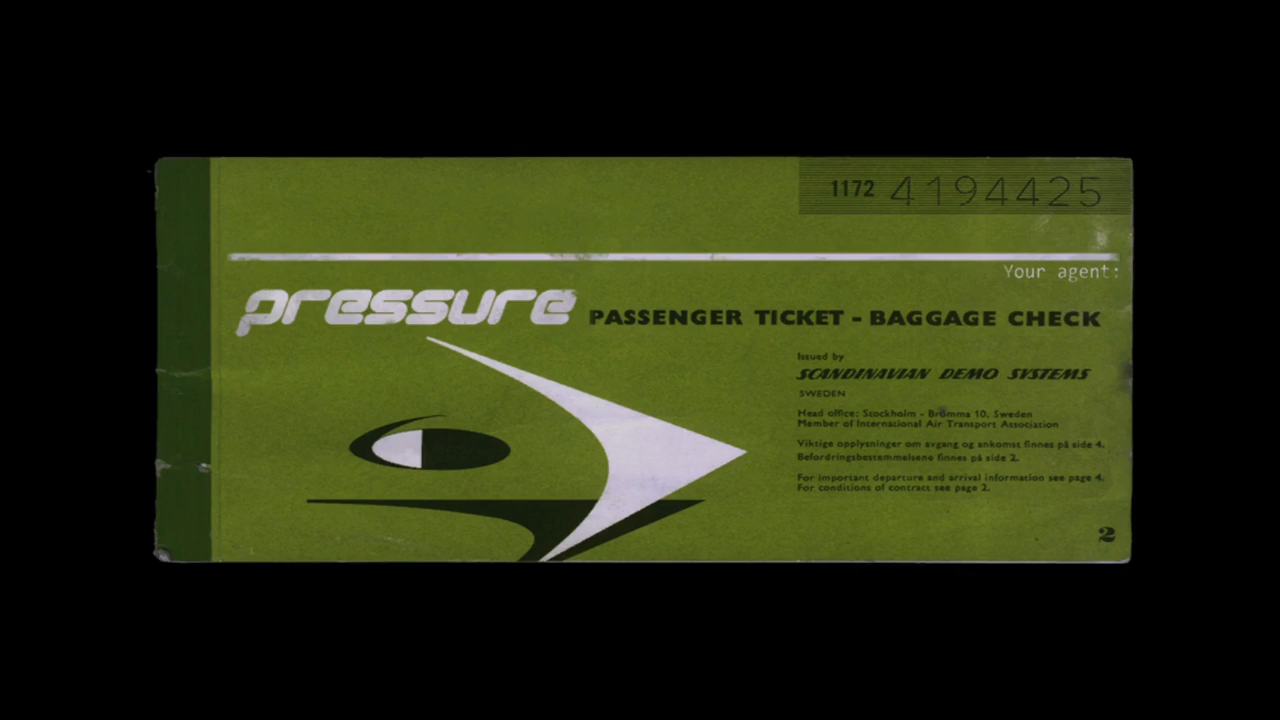 1172 4194425
Your agent:
pressure
PASSENGER TICKET - BAGGAGE CHECK
Issued by
SCANDINAVIAN DEMO SYSTEMS
SWEDEN
Head office: Stockholm - Bromma 10, Sweden
Member of International Air Transport Association
Viktige opplysninger om avgang og ankomst finnes på side 4.
Befordringsbestemmelsene finnes på side 2.
For important departure and arrival information see page 4.
For conditions of contract see page 2.
2